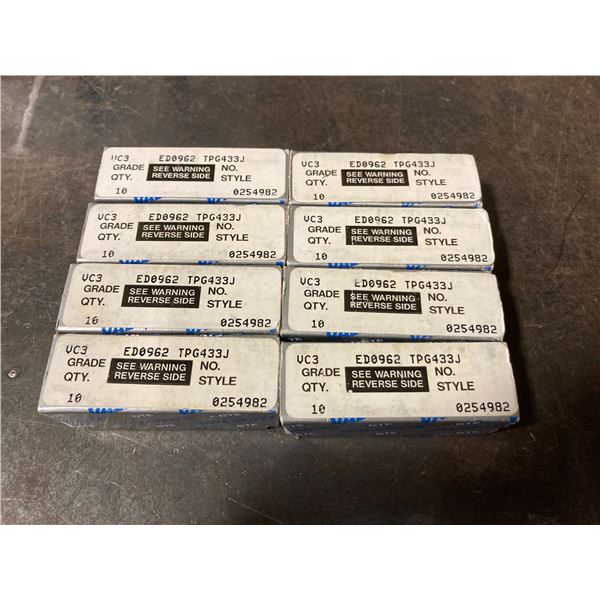 VC3 ED0962 TPG433J
GRADE SEE WARNING NO.
QTY. REVERSE SIDE STYLE
10 0254982
VC3 ED0962 TPG433J
GRADE SEE WARNING NO.
QTY. REVERSE SIDE STYLE
10 0254982
VC3 ED0962 TPG433J
GRADE SEE WARNING NO.
QTY. REVERSE SIDE STYLE
10 0254982
VC3 ED0962 TPG433J
GRADE SEE WARNING NO.
QTY. REVERSE SIDE STYLE
10 0254982
VC3 ED0962 TPG433J
GRADE SEE WARNING NO.
QTY. REVERSE SIDE STYLE
10 0254982
VC3 ED0962 TPG433J
GRADE SEE WARNING NO.
QTY. REVERSE SIDE STYLE
10 0254982
VC3 ED0962 TPG433J
GRADE SEE WARNING NO.
QTY. REVERSE SIDE STYLE
10 0254982
VC3 ED0962 TPG433J
GRADE SEE WARNING NO.
QTY. REVERSE SIDE STYLE
10 0254982